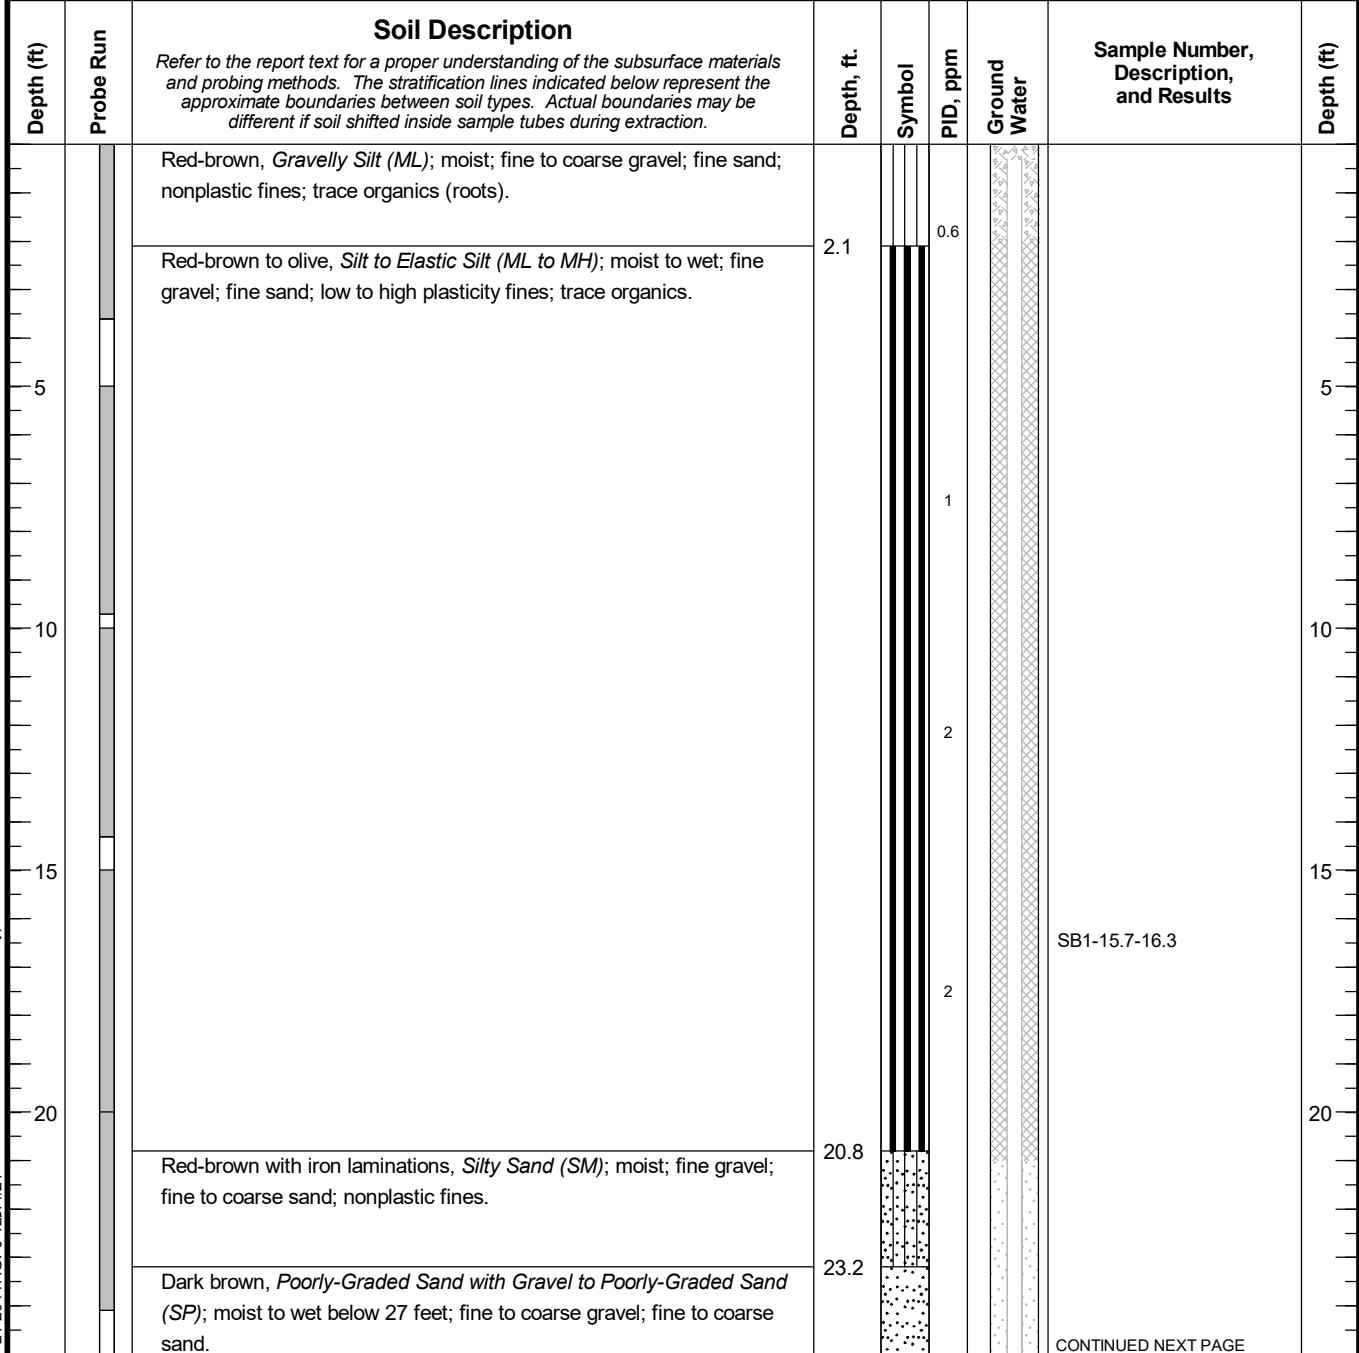 Depth (ft)
Probe Run
Soil Description
Refer to the report text for a proper understanding of the subsurface materials
and probing methods. The stratification lines indicated below represent the
approximate boundaries between soil types. Actual boundaries may be
different if soil shifted inside sample tubes during extraction.
Depth, ft.
Symbol
PID, ppm
Ground
Water
Sample Number,
Description,
and Results
Depth (ft)
Red-brown, Gravelly Silt (ML); moist; fine to coarse gravel; fine sand;
nonplastic fines; trace organics (roots).
0.6
2.1
Red-brown to olive, Silt to Elastic Silt (ML to MH); moist to wet; fine
gravel; fine sand; low to high plasticity fines; trace organics.
5
5
1
10
10
2
15
15
SB1-15.7-16.3
2
20
20
20.8
Red-brown with iron laminations, Silty Sand (SM); moist; fine gravel;
fine to coarse sand; nonplastic fines.
23.2
Dark brown, Poorly-Graded Sand with Gravel to Poorly-Graded Sand
(SP); moist to wet below 27 feet; fine to coarse gravel; fine to coarse
sand.
CONTINUED NEXT PAGE